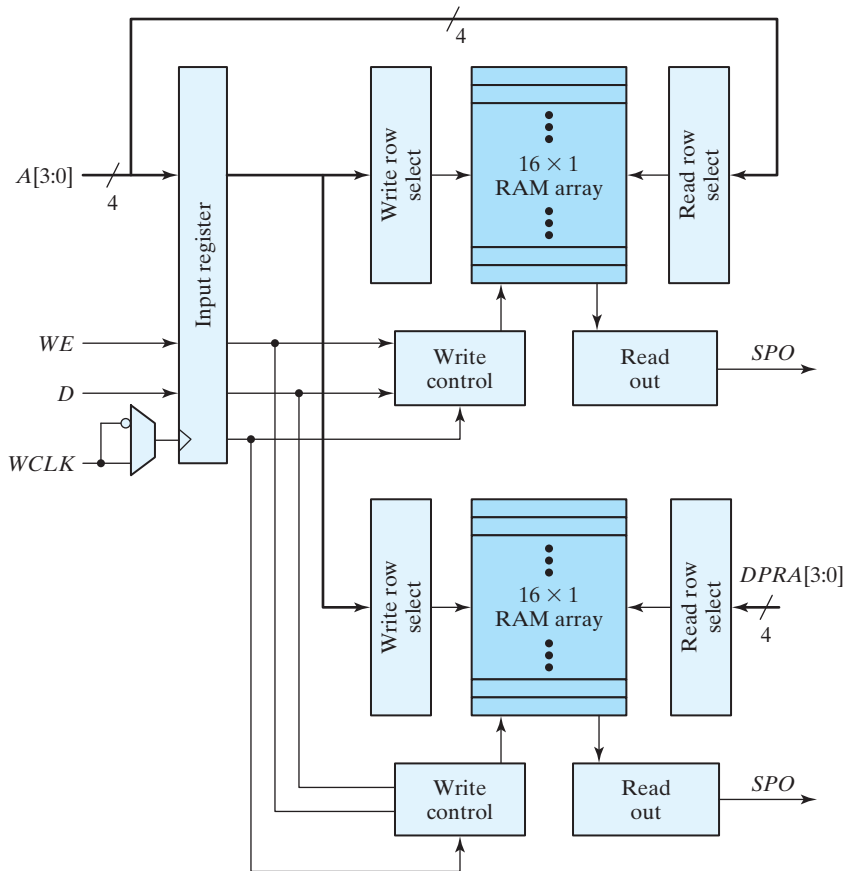 4
A[3:0]
4
Input register
Write row
select
16 × 1
RAM array
Read row
select
WE
D
WCLK
Write
control
Read
out
SPO
Write row
select
16 × 1
RAM array
Read row
select
DPRA[3:0]
4
Write
control
Read
out
SPO